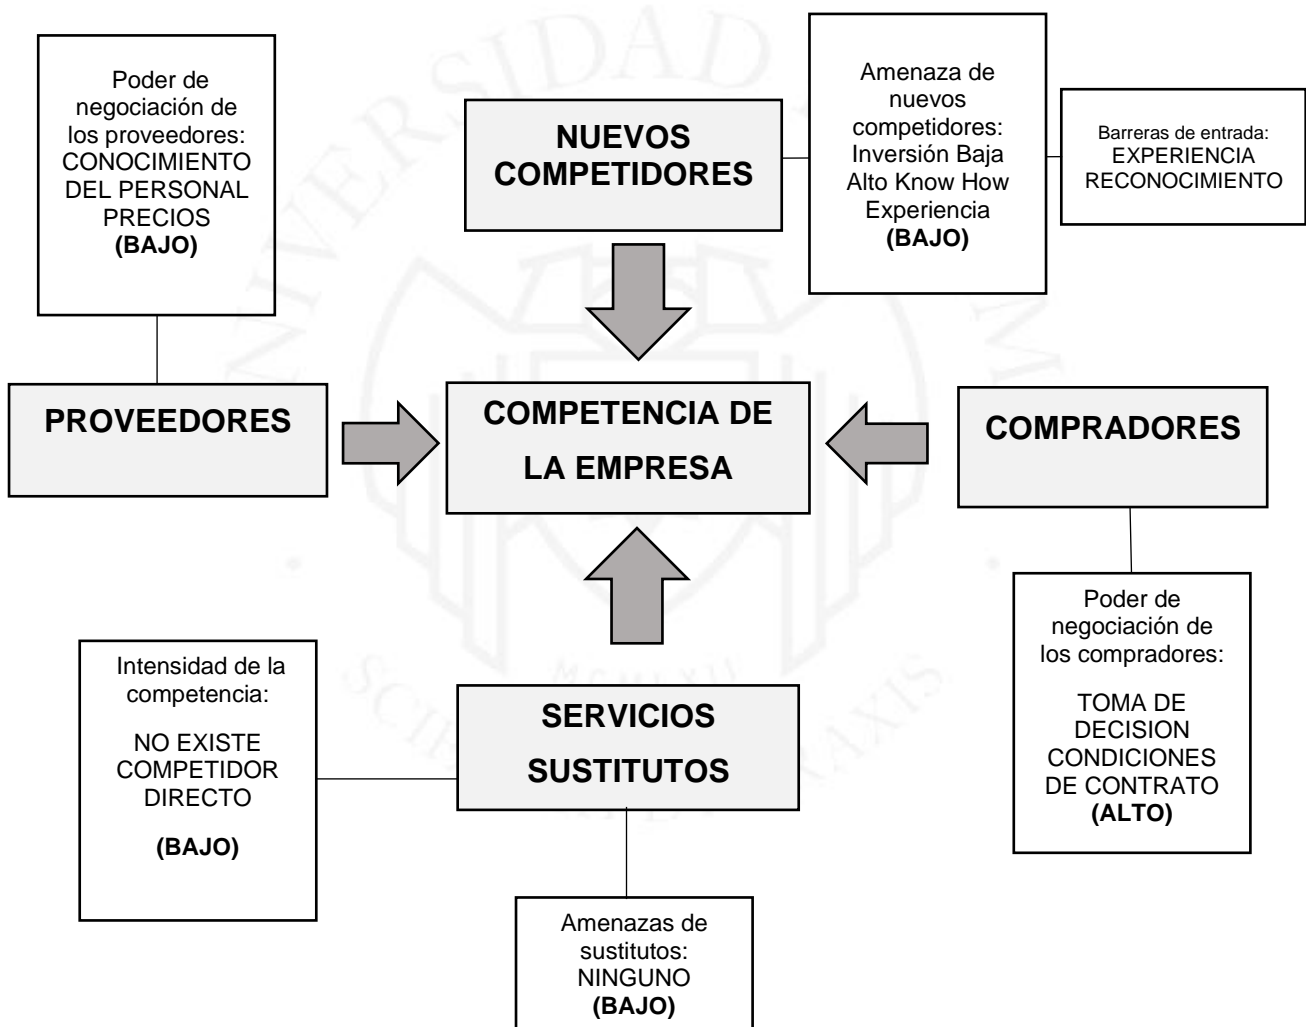 Poder de
negociación de
los proveedores:
CONOCIMIENTO
DEL PERSONAL
PRECIOS
(BAJO)
NUEVOS
COMPETIDORES
Amenaza de
nuevos
competidores:
Inversión Baja
Alto Know How
Experiencia
(BAJO)
Barreras de entrada:
EXPERIENCIA
RECONOCIMIENTO
PROVEEDORES
COMPETENCIA DE
LA EMPRESA
COMPRADORES
Poder de
negociación de
los compradores:
TOMA DE
DECISION
CONDICIONES
DE CONTRATO
(ALTO)
Intensidad de la
competencia:
NO EXISTE
COMPETIDOR
DIRECTO
(BAJO)
SERVICIOS
SUSTITUTOS
Amenazas de
sustitutos:
NINGUNO
(BAJO)